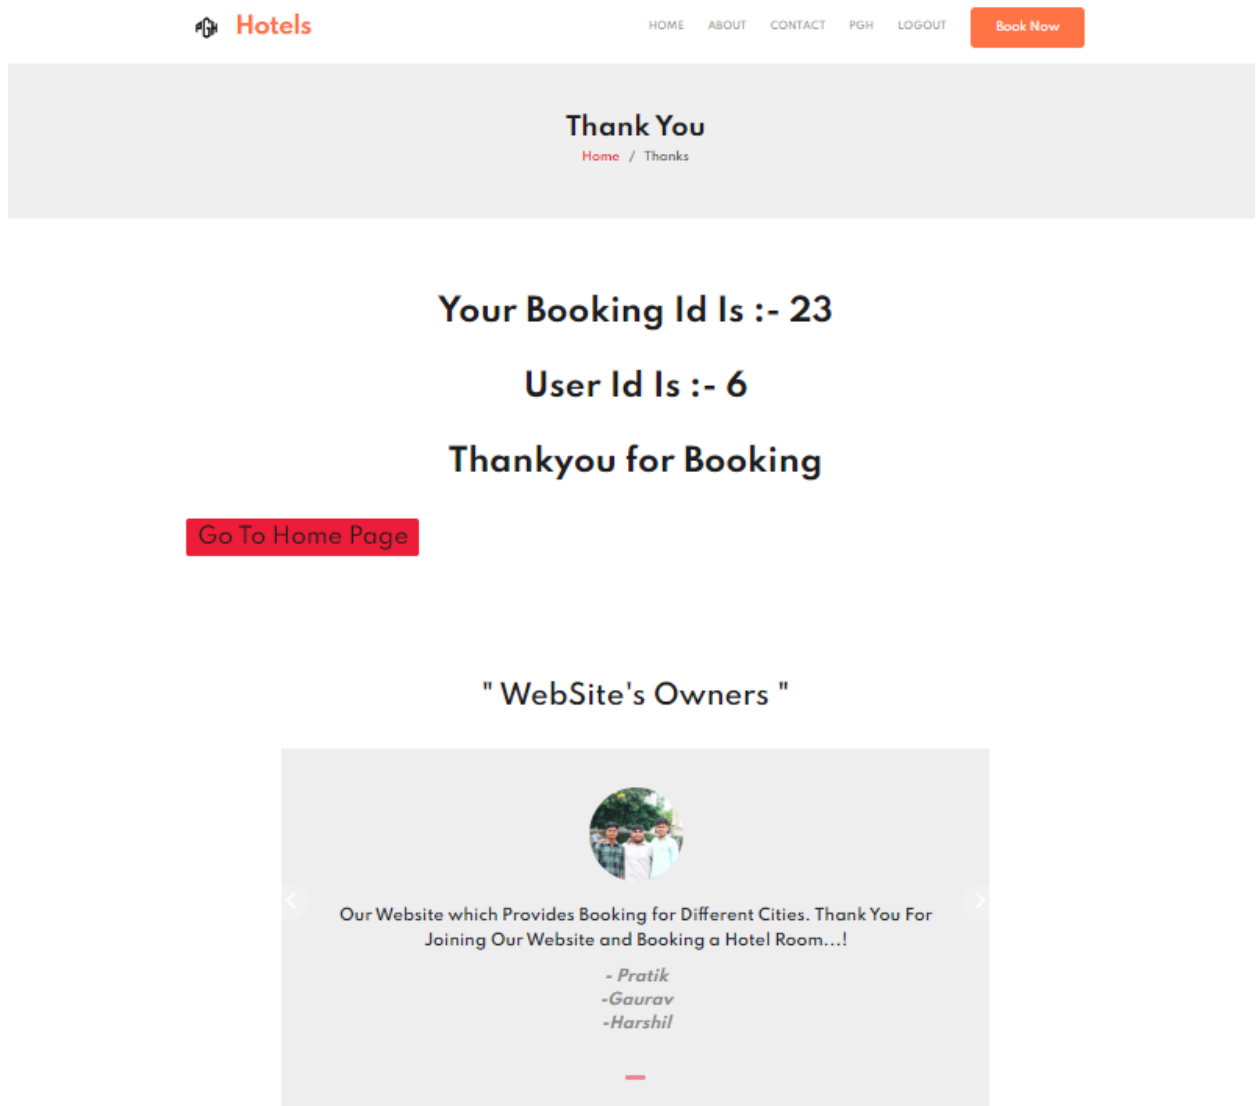 PGH Hotels
HOME ABOUT CONTACT PGH LOGOUT Book Now
Thank You
Home / Thanks
Your Booking Id Is :- 23
User Id Is :- 6
Thankyou for Booking
Go To Home Page
" WebSite's Owners "
Our Website which Provides Booking for Different Cities. Thank You For
Joining Our Website and Booking a Hotel Room...!
- Pratik
-Gaurav
-Harshil